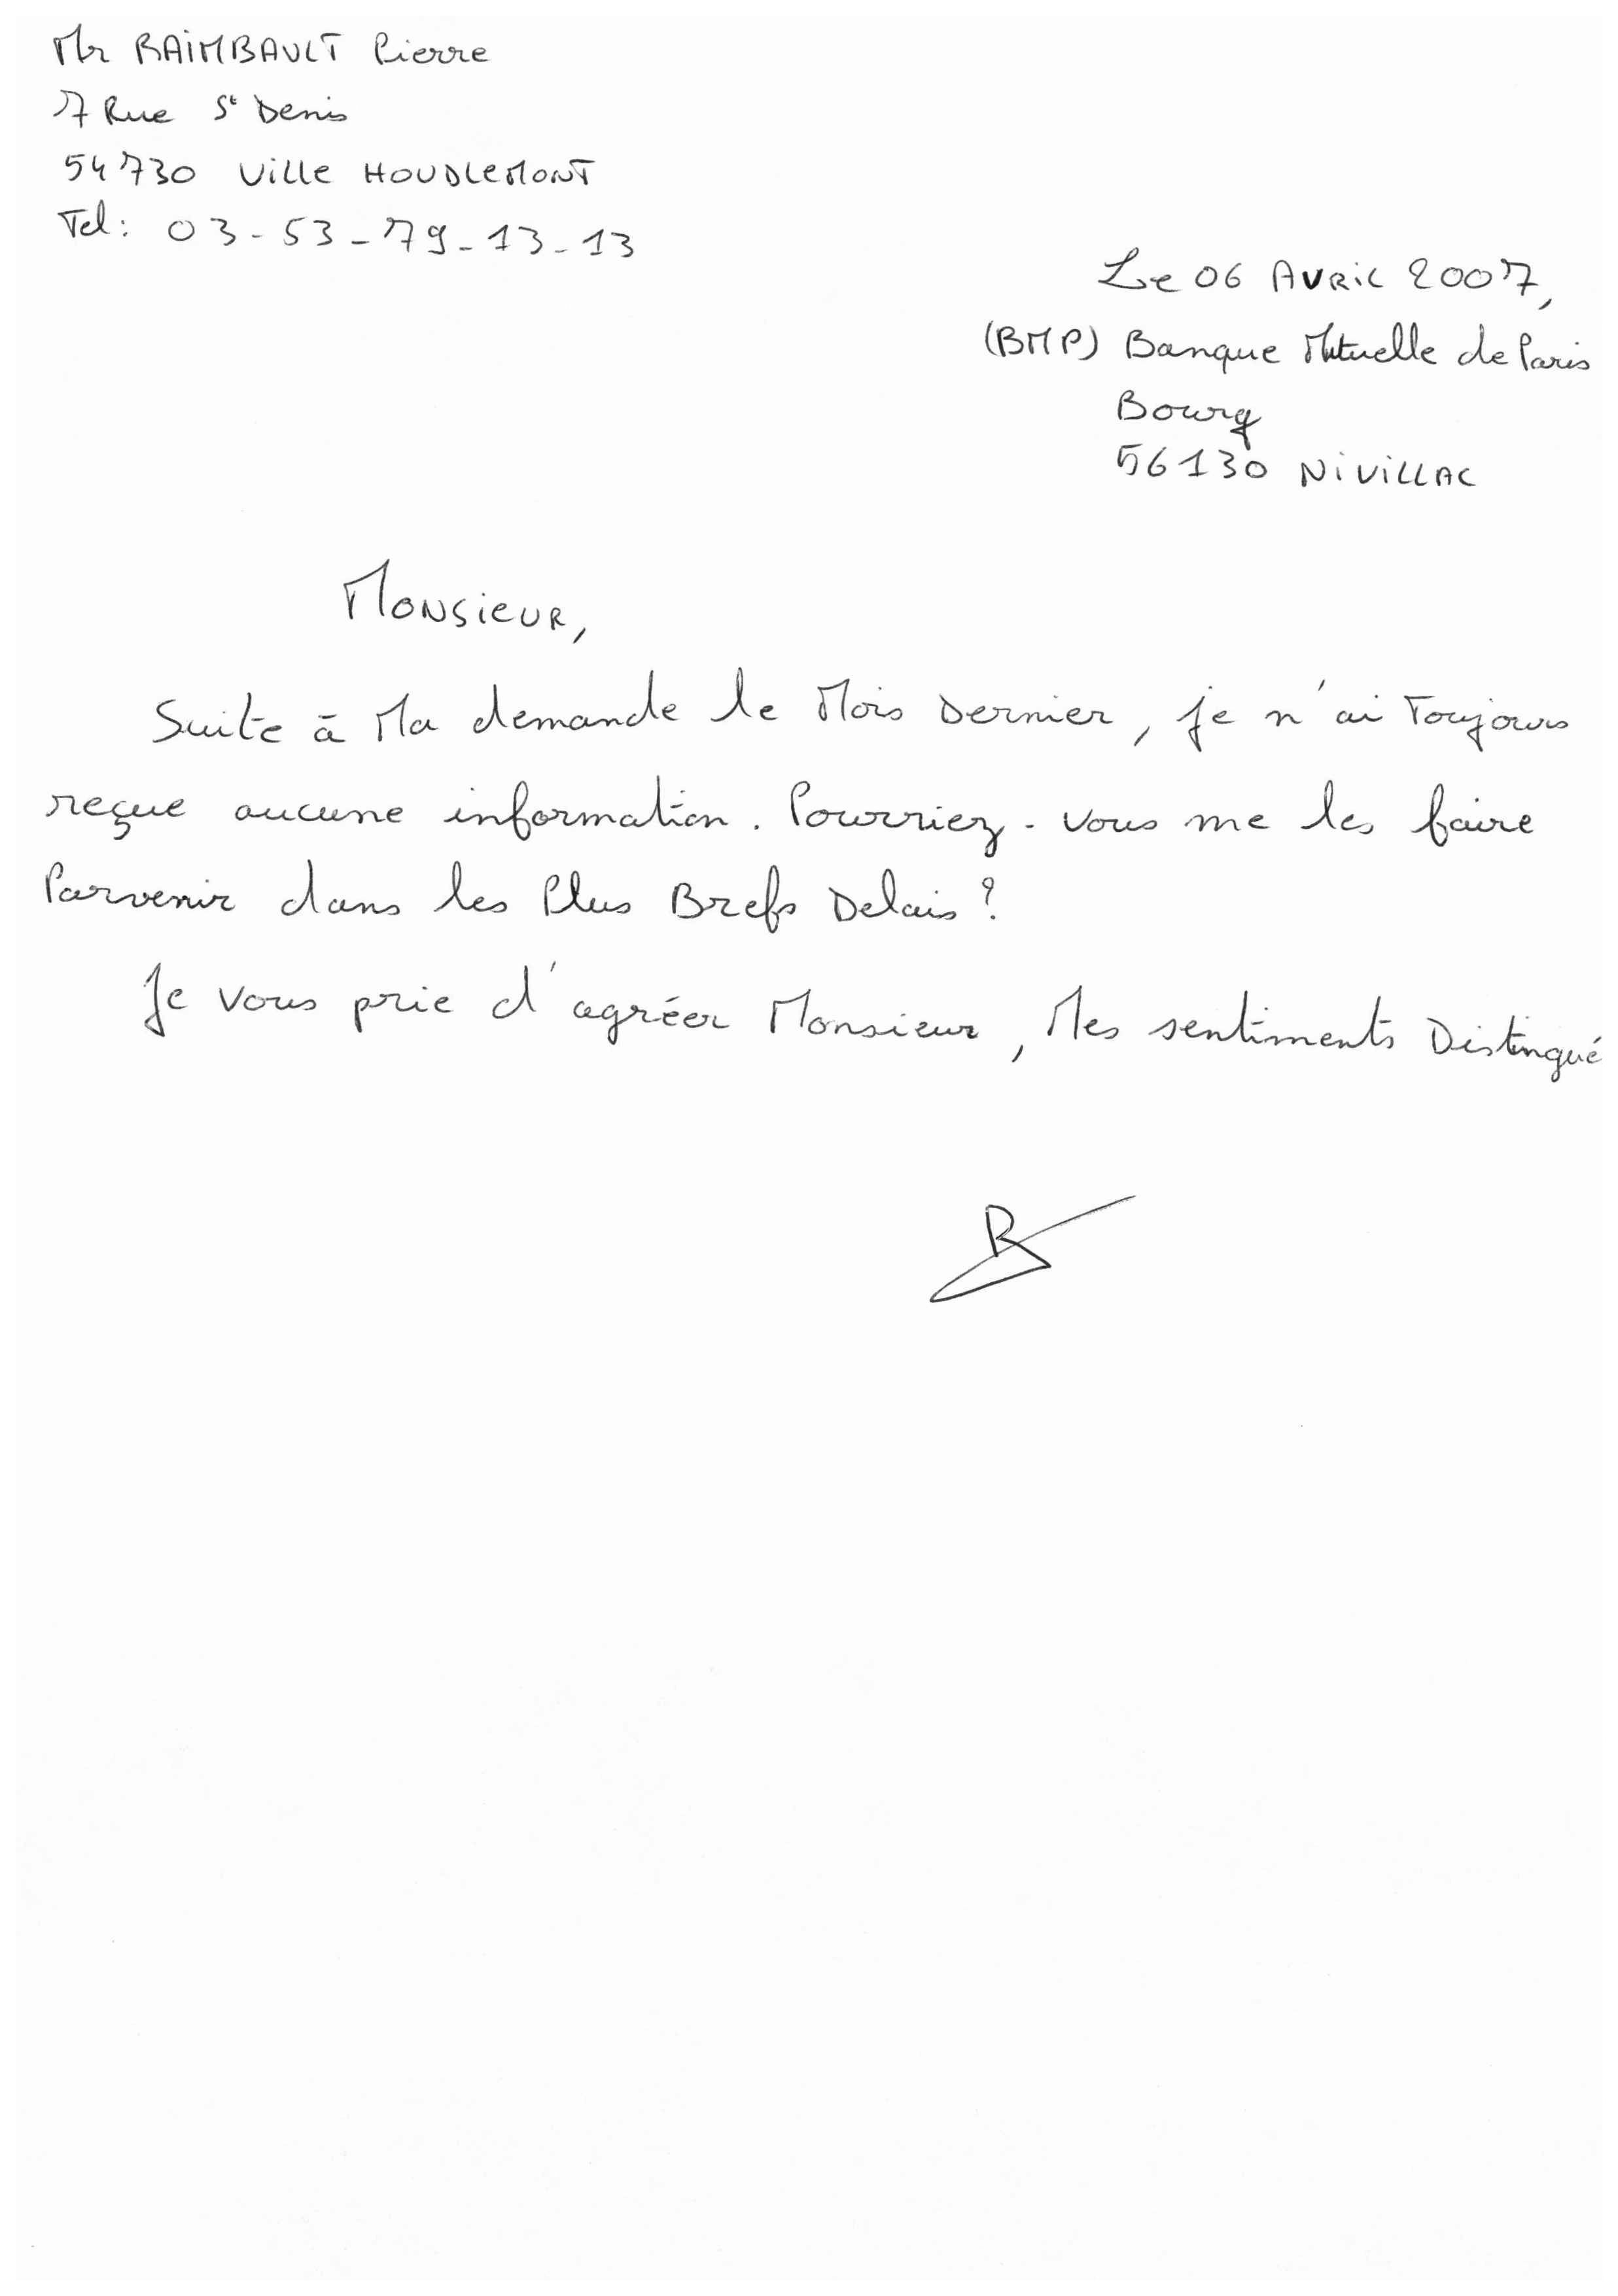 Mr RAIMBAULT Pierre
7 Rue St Denis
54730 Ville HOUDLEMONT
Tel: 03-53-79-13-13
Le 06 Avril 2007,
(BMP) Banque Mutuelle de Paris
Bourg
56130 NIVILLAC
Monsieur,
Suite à Ma demande le Mois Dernier, je n'ai Toujours
reçue aucune information. Pourriez-vous me les faire
Parvenir dans les Plus Brefs Delais?
Je vous prie d'agréer Monsieur, Mes sentiments Distingué